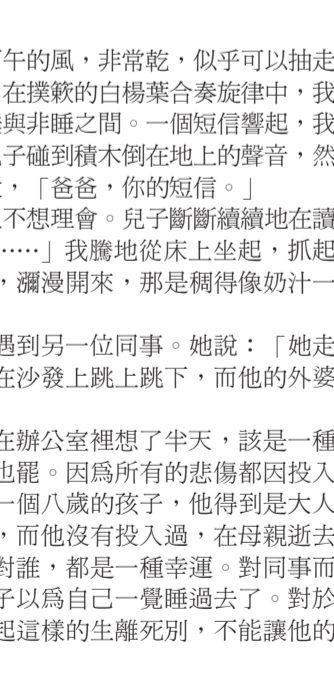 午的風，非常乾，似乎可以抽走
在撲簌的白楊葉合奏旋律中，我
與非睡之間。一個短信響起，我
子碰到積木倒在地上的聲音，然
，「爸爸，你的短信。」
不想理會。兒子斷斷續續地在讀
……」我騰地從床上坐起，抓起
，瀰漫開來，那是稠得像奶汁一
遇到另一位同事。她說：「她走
在沙發上跳上跳下，而他的外婆
在辦公室裡想了半天，該是一種
也罷。因爲所有的悲傷都因投入
一個八歲的孩子，他得到是大人
，而他沒有投入過，在母親逝去
對誰，都是一種幸運。對同事而
子以爲自己一覺睡過去了。對於
起這樣的生離死別，不能讓他的